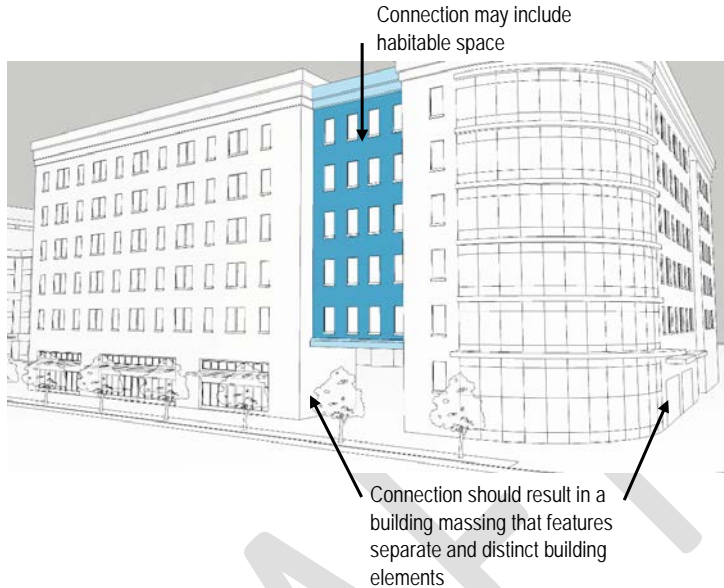 Connection may include
habitable space
Connection should result in a
building massing that features
separate and distinct building
elements